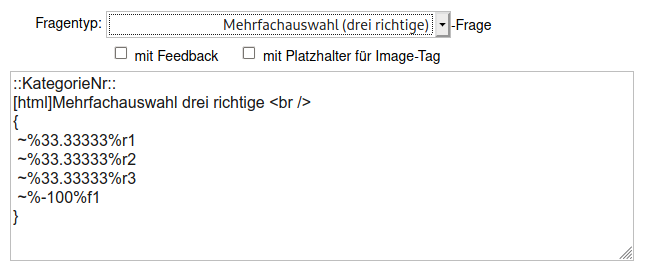 Fragentyp: Mehrfachauswahl (drei richtige) -Frage
mit Feedback mit Platzhalter für Image-Tag
::KategorieNr::
[html]Mehrfachauswahl drei richtige <br />
{
~%33.33333%r1
~%33.33333%r2
~%33.33333%r3
~%-100%f1
}